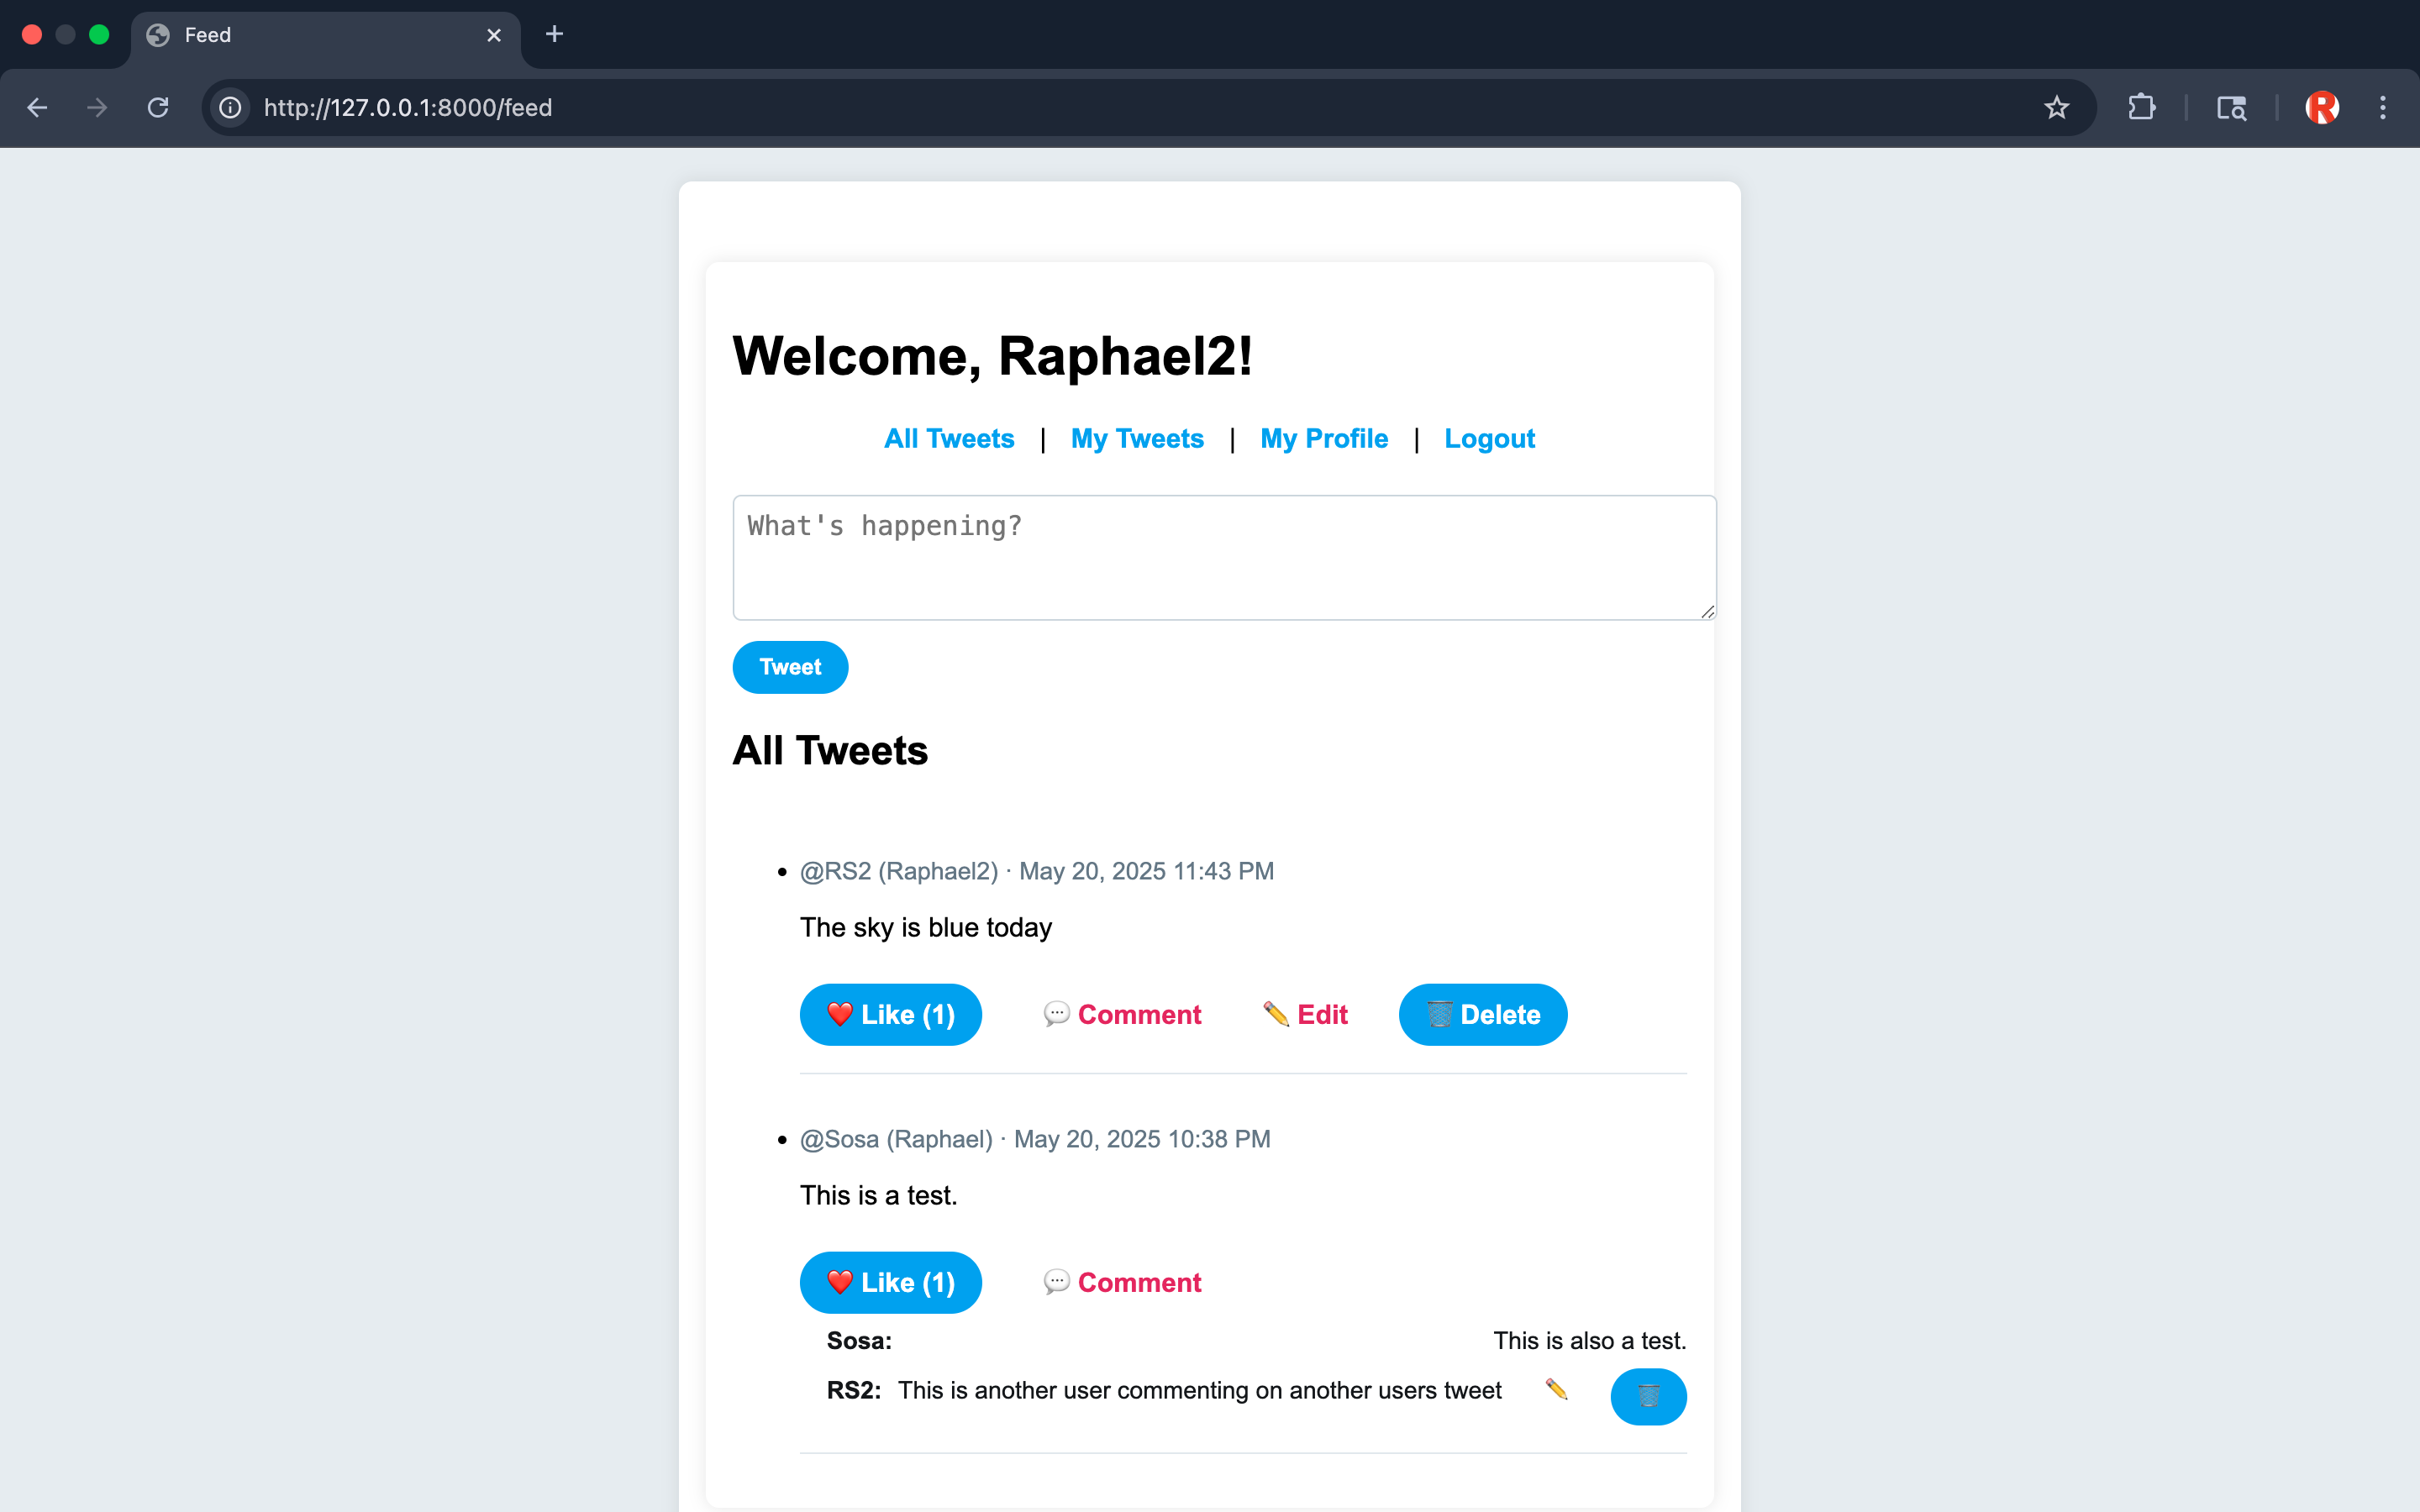 Feed
http://127.0.0.1:8000/feed
R
Welcome, Raphael2!
All Tweets | My Tweets | My Profile | Logout
What's happening?
Tweet
All Tweets
• @RS2 (Raphael2) · May 20, 2025 11:43 PM
The sky is blue today
❤️ Like (1) 💬 Comment ✏️ Edit 🗑️ Delete
• @Sosa (Raphael) · May 20, 2025 10:38 PM
This is a test.
❤️ Like (1) 💬 Comment
Sosa: This is also a test.
RS2: This is another user commenting on another users tweet ✏️ 🗑️